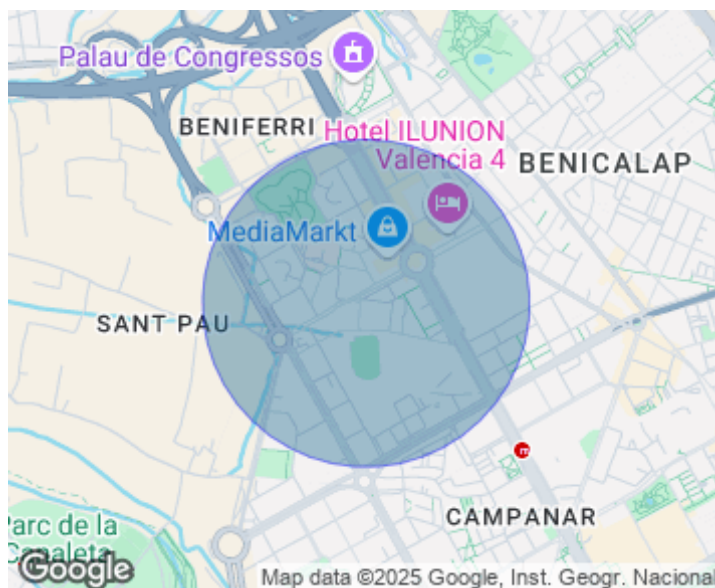 Palau de Congressos
BENIFERRI
Hotel ILUNION
Valencia 4
BENICALAP
MediaMarkt
SANT PAU
CAMPANAR
Parc de la
Canaleta
Google
Map data ©2025 Google, Inst. Geogr. Nacional